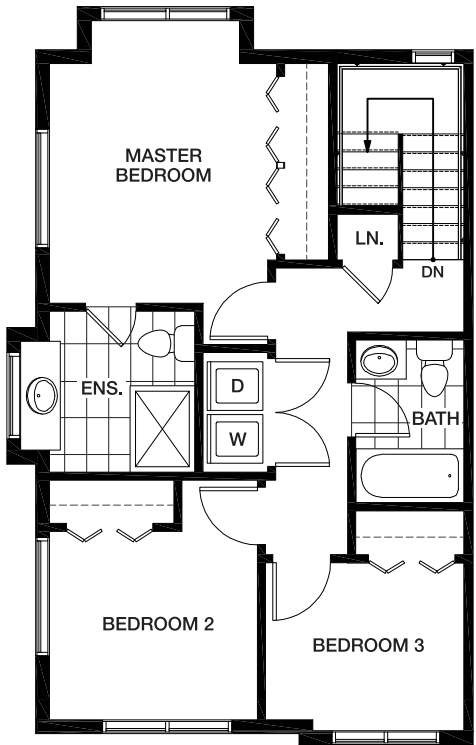 MASTER
BEDROOM
LN.
DN
ENS.
D
W
BATH
BEDROOM 2
BEDROOM 3